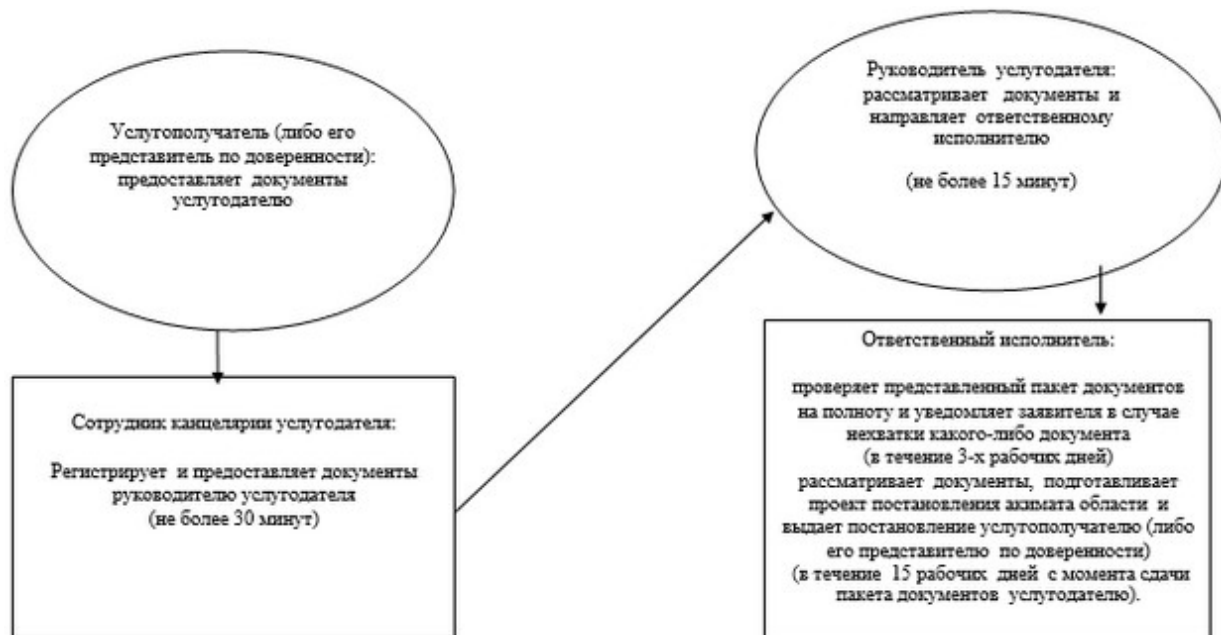 Услугополучатель (либо его
представитель по доверенности):
предоставляет документы
услугодателю
Сотрудник канцелярии услугодателя:
Регистрирует и предоставляет документы
руководителю услугодателя
(не более 30 минут)
Руководитель услугодателя:
рассматривает документы и
направляет ответственному
исполнителю
(не более 15 минут)
Ответственный исполнитель:
проверяет представленный пакет документов
на полноту и уведомляет заявителя в случае
нехватки какого-либо документа
(в течение 3-х рабочих дней)
рассматривает документы, подготавливает
проект постановления акимата области и
выдает постановление услугополучателю (либо
его представителю по доверенности)
(в течение 15 рабочих дней с момента сдачи
пакета документов услугодателю).